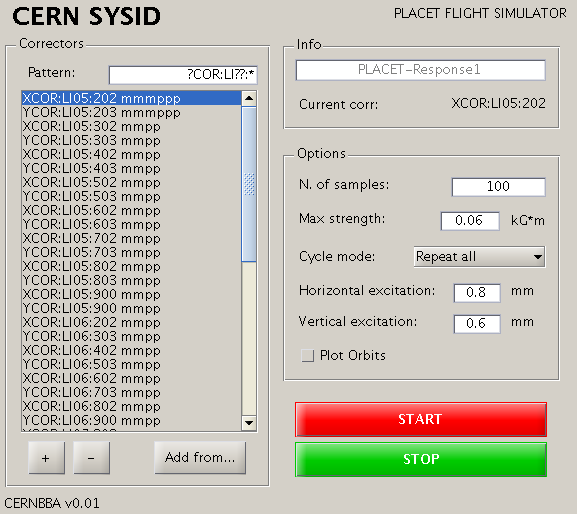 CERN SYSID
PLACET FLIGHT SIMULATOR
Correctors
Pattern: ?COR:LI??:*
XCOR:LI05:202 mmmppp
YCOR:LI05:203 mmmppp
XCOR:LI05:302 mmpp
YCOR:LI05:303 mmpp
XCOR:LI05:402 mmpp
YCOR:LI05:403 mmpp
XCOR:LI05:502 mmpp
YCOR:LI05:503 mmpp
XCOR:LI05:602 mmpp
YCOR:LI05:603 mmpp
XCOR:LI05:702 mmpp
YCOR:LI05:703 mmpp
XCOR:LI05:802 mmpp
YCOR:LI05:803 mmpp
XCOR:LI05:900 mmpp
YCOR:LI05:900 mmpp
XCOR:LI06:202 mmpp
YCOR:LI06:303 mmpp
XCOR:LI06:402 mmpp
YCOR:LI06:503 mmpp
XCOR:LI06:602 mmpp
YCOR:LI06:703 mmpp
XCOR:LI06:802 mmpp
YCOR:LI06:900 mmpp
+ - Add from...
Info
PLACET-Response1
Current corr: XCOR:LI05:202
Options
N. of samples: 100
Max strength: 0.06 kG*m
Cycle mode: Repeat all
Horizontal excitation: 0.8 mm
Vertical excitation: 0.6 mm
Plot Orbits
START
STOP
CERNBBA v0.01